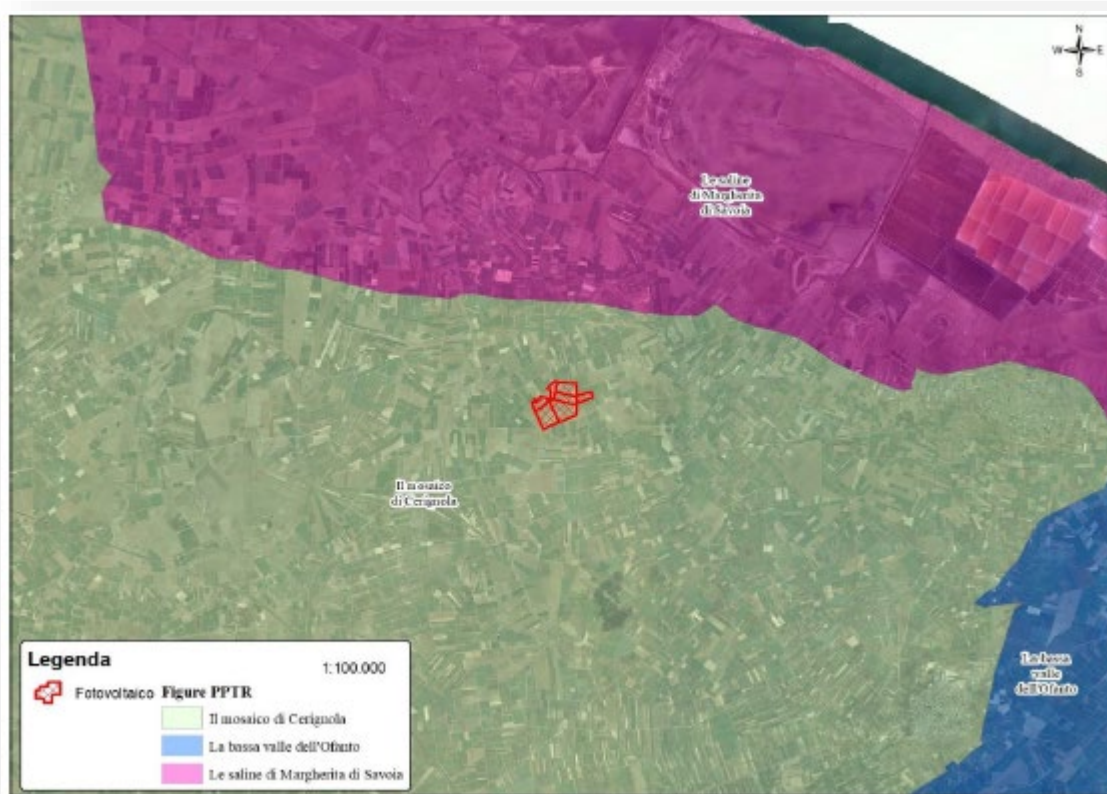 N
W E
S
Le saline
di Margherita
di Savoia
Il mosaico
di Cerignola
La bassa
valle
dell'Ofanto
Legenda
1:100.000
Fotovoltaico Figure PPTR
Il mosaico di Cerignola
La bassa valle dell'Ofanto
Le saline di Margherita di Savoia